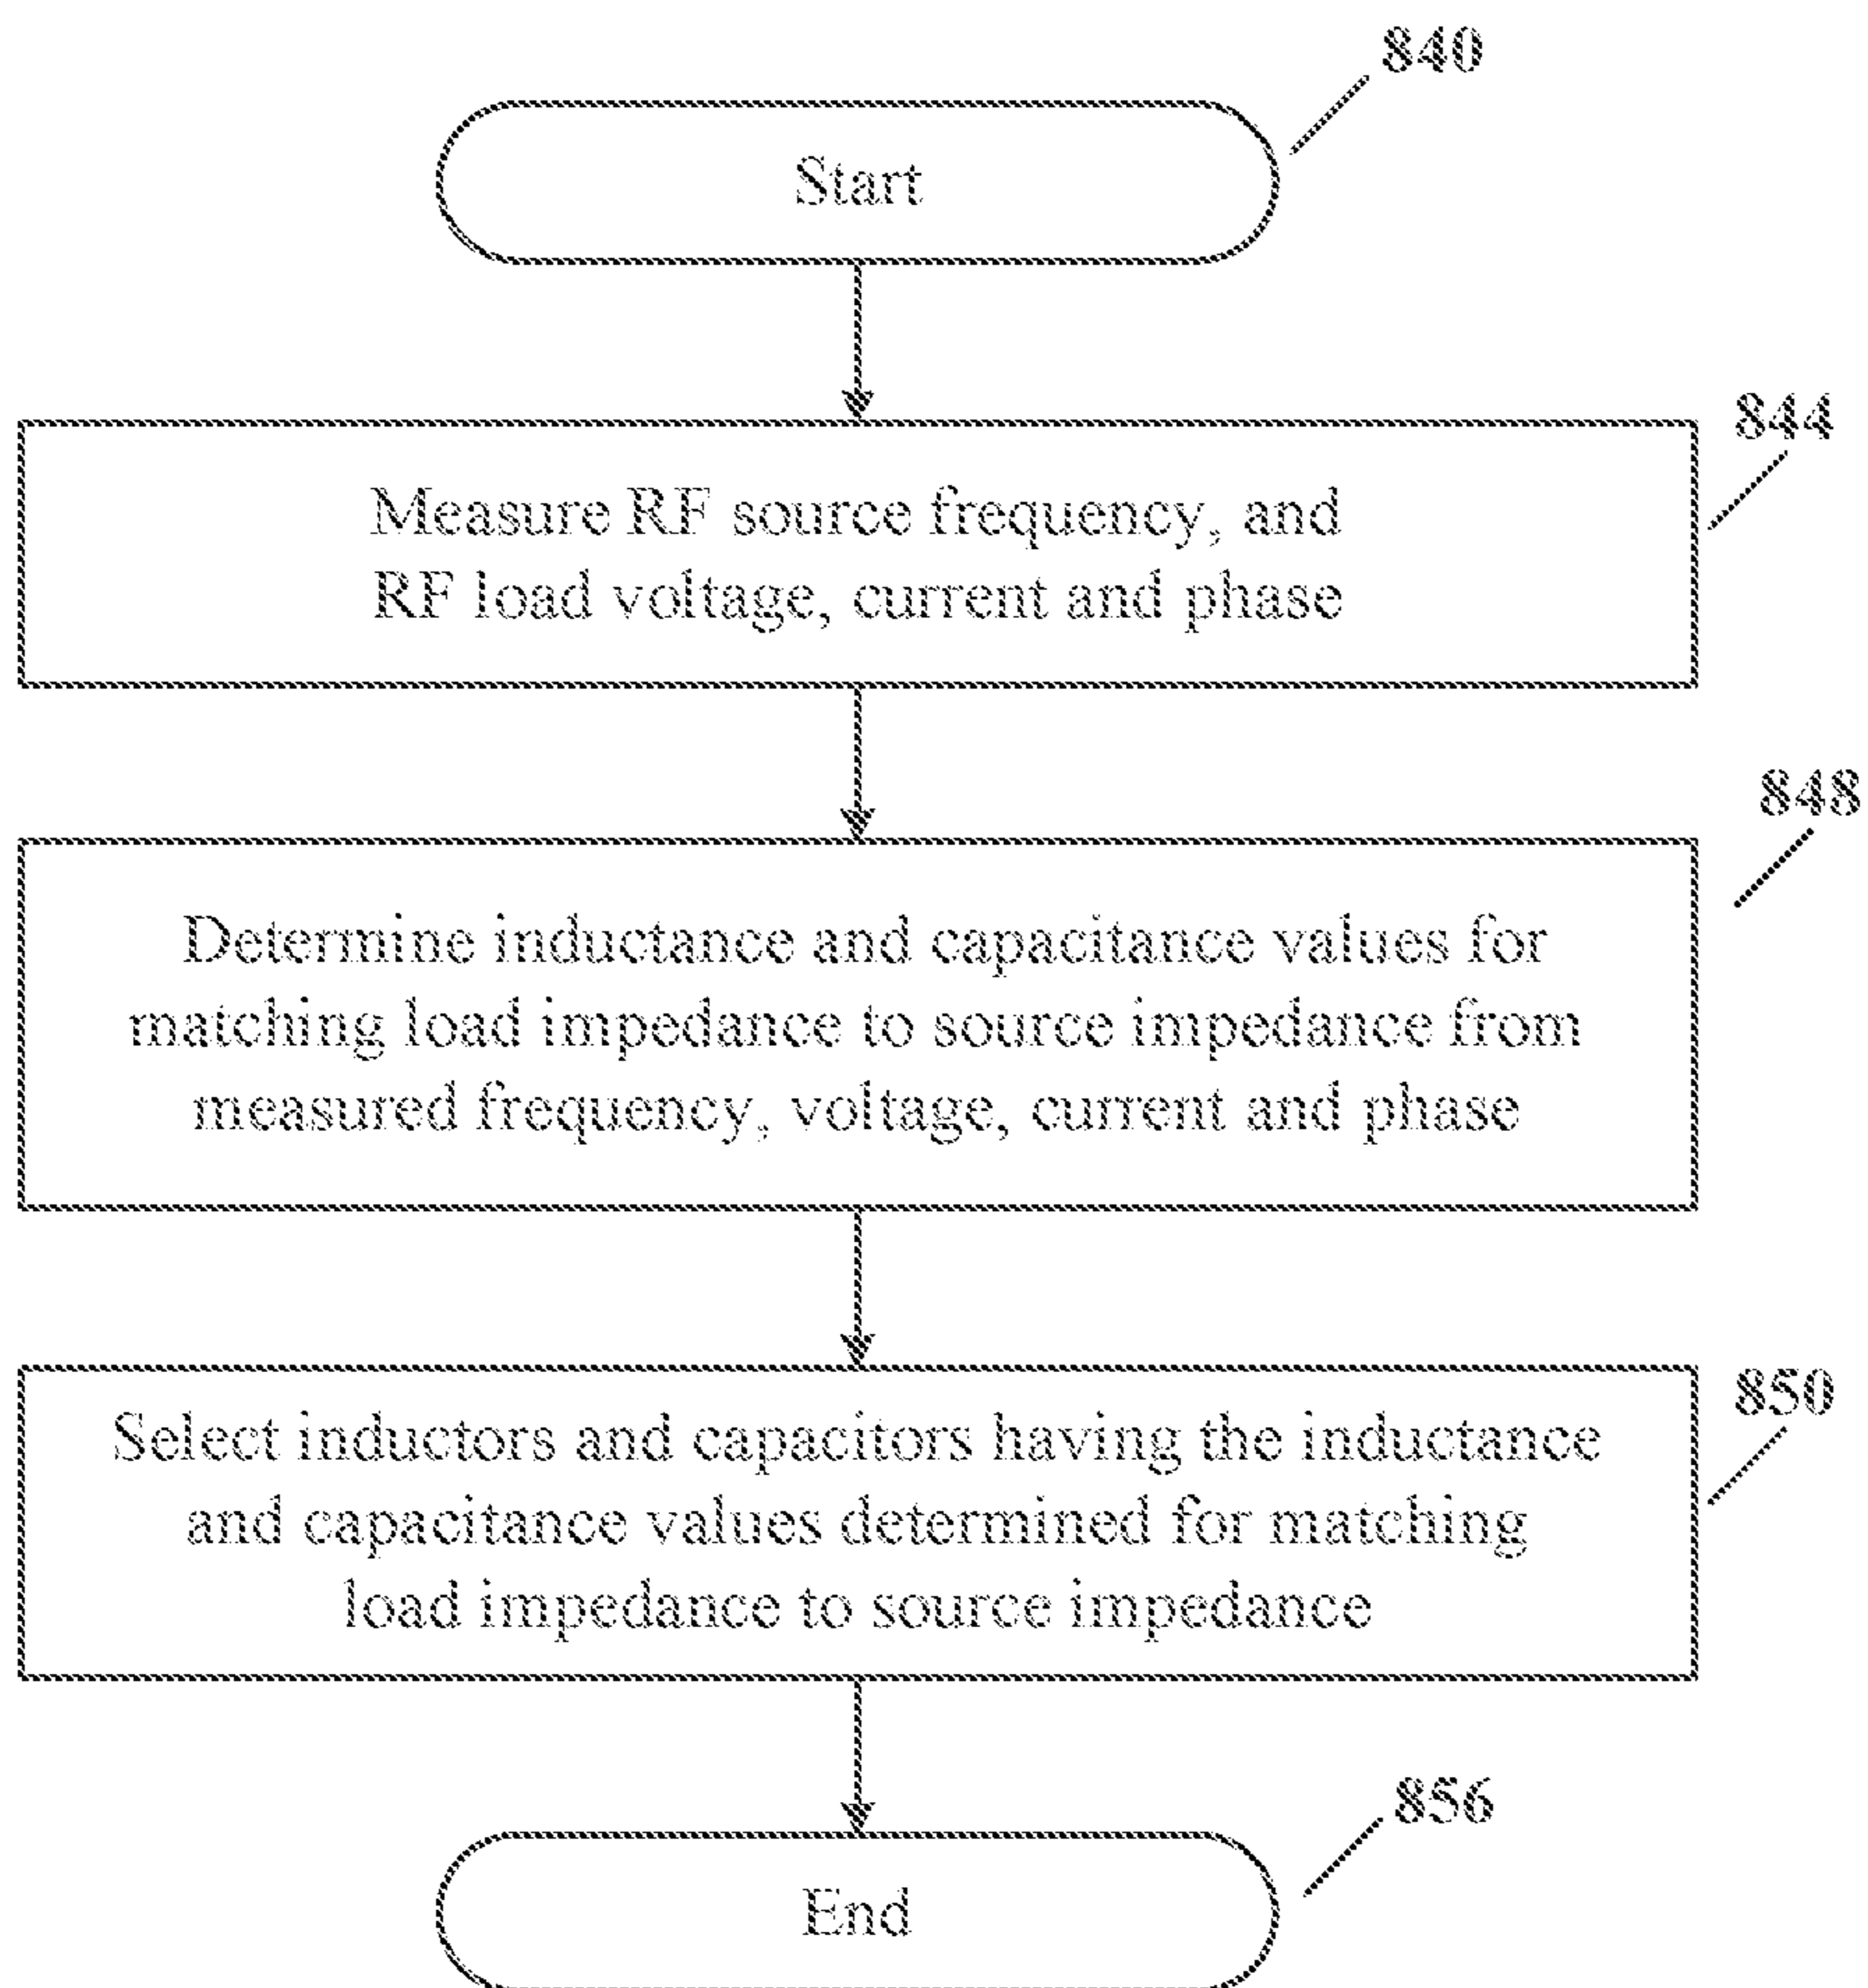 840
Start
844
Measure RF source frequency, and
RF load voltage, current and phase
848
Determine inductance and capacitance values for
matching load impedance to source impedance from
measured frequency, voltage, current and phase
850
Select inductors and capacitors having the inductance
and capacitance values determined for matching
load impedance to source impedance
856
End